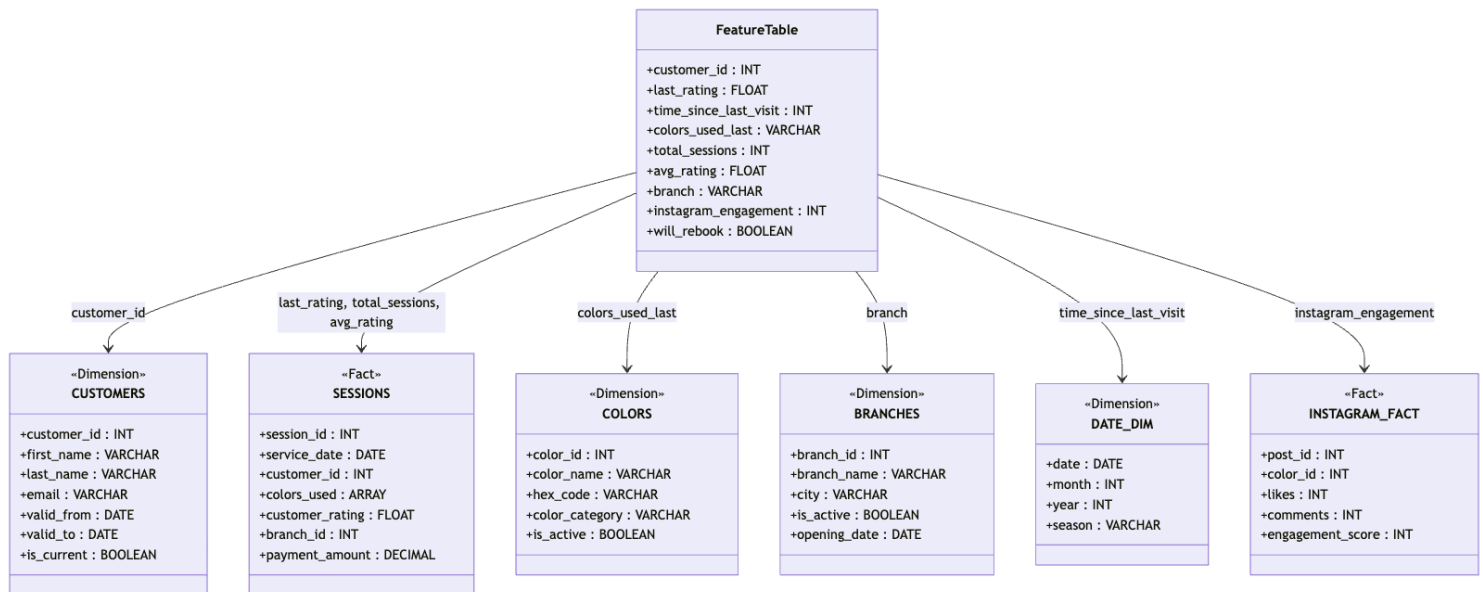 FeatureTable
+customer_id : INT
+last_rating : FLOAT
+time_since_last_visit : INT
+colors_used_last : VARCHAR
+total_sessions : INT
+avg_rating : FLOAT
+branch : VARCHAR
+instagram_engagement : INT
+will_rebook : BOOLEAN
customer_id
last_rating, total_sessions,
avg_rating
colors_used_last
branch
time_since_last_visit
instagram_engagement
«Dimension»
CUSTOMERS
+customer_id : INT
+first_name : VARCHAR
+last_name : VARCHAR
+email : VARCHAR
+valid_from : DATE
+valid_to : DATE
+is_current : BOOLEAN
«Fact»
SESSIONS
+session_id : INT
+service_date : DATE
+customer_id : INT
+colors_used : ARRAY
+customer_rating : FLOAT
+branch_id : INT
+payment_amount : DECIMAL
«Dimension»
COLORS
+color_id : INT
+color_name : VARCHAR
+hex_code : VARCHAR
+color_category : VARCHAR
+is_active : BOOLEAN
«Dimension»
BRANCHES
+branch_id : INT
+branch_name : VARCHAR
+city : VARCHAR
+is_active : BOOLEAN
+opening_date : DATE
«Dimension»
DATE_DIM
+date : DATE
+month : INT
+year : INT
+season : VARCHAR
«Fact»
INSTAGRAM_FACT
+post_id : INT
+color_id : INT
+likes : INT
+comments : INT
+engagement_score : INT